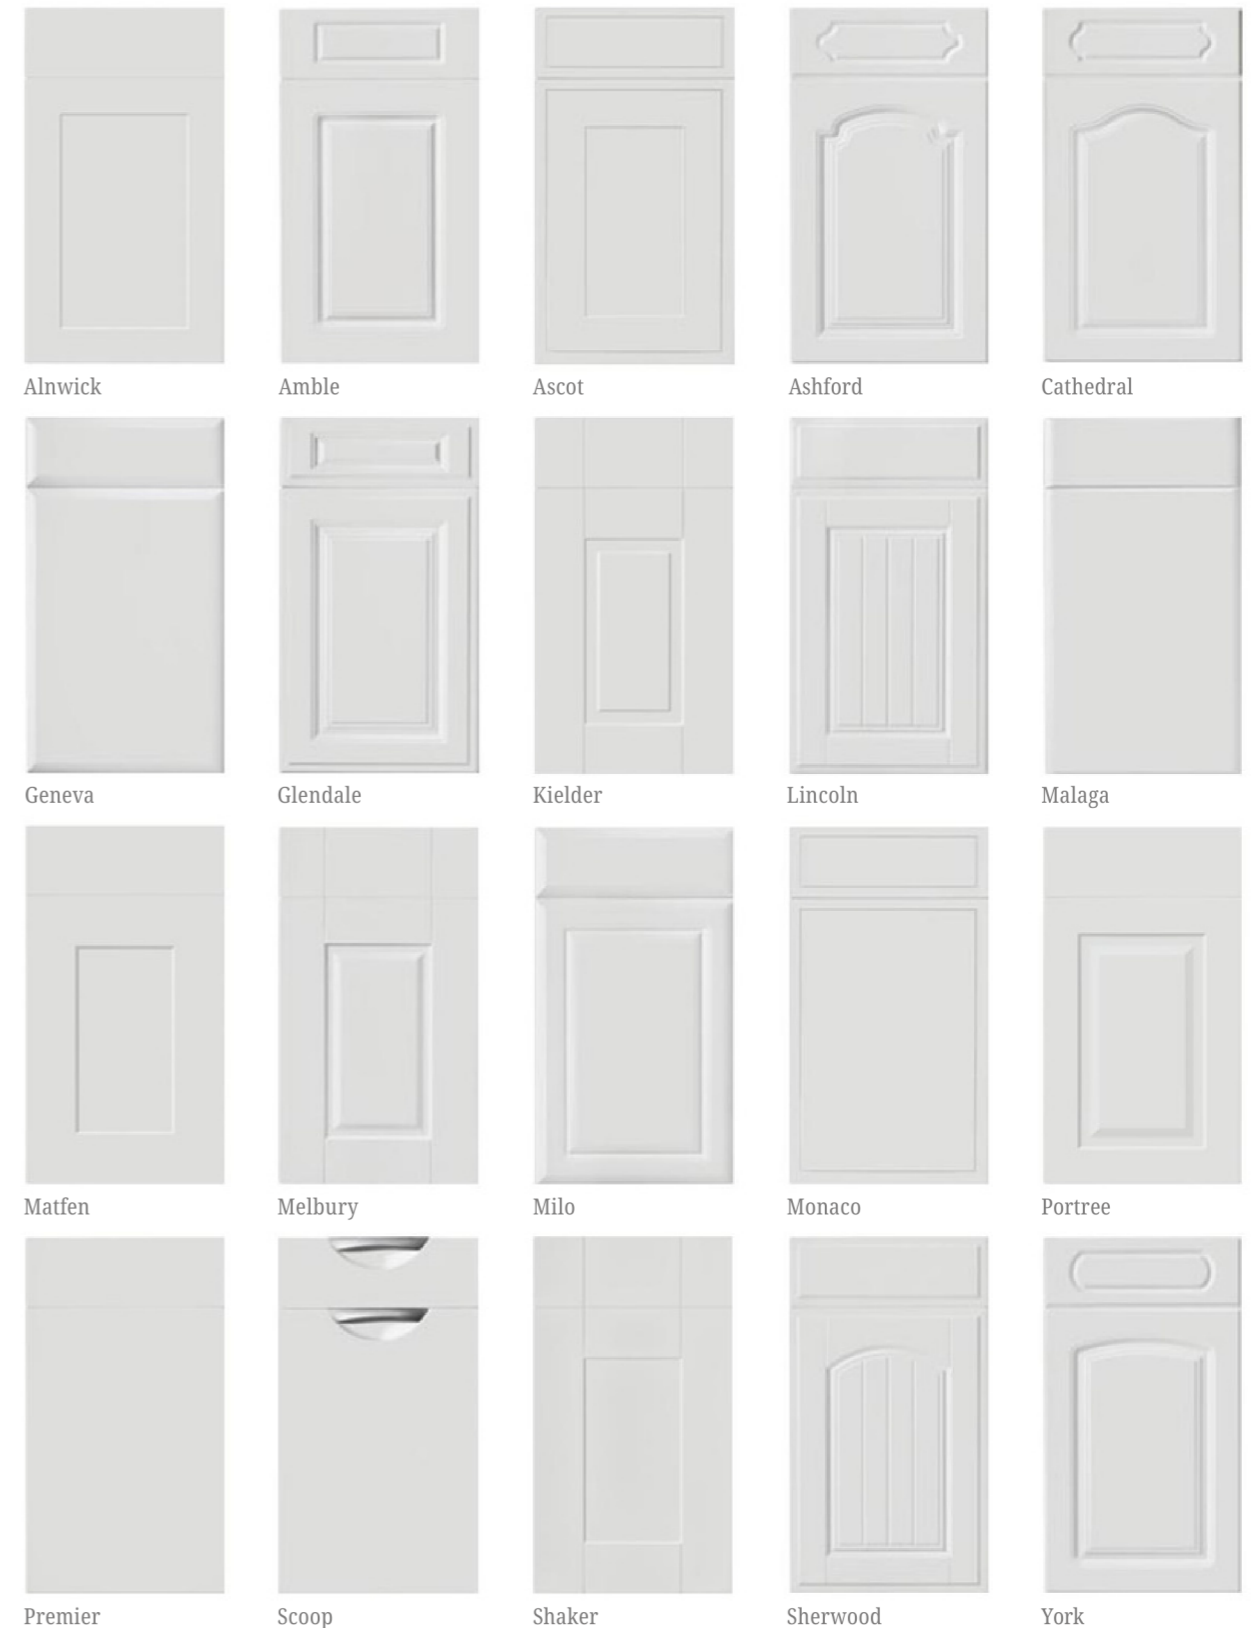 Alnwick
Amble
Ascot
Ashford
Cathedral
Geneva
Glendale
Kielder
Lincoln
Malaga
Matfen
Melbury
Milo
Monaco
Portree
Premier
Scoop
Shaker
Sherwood
York